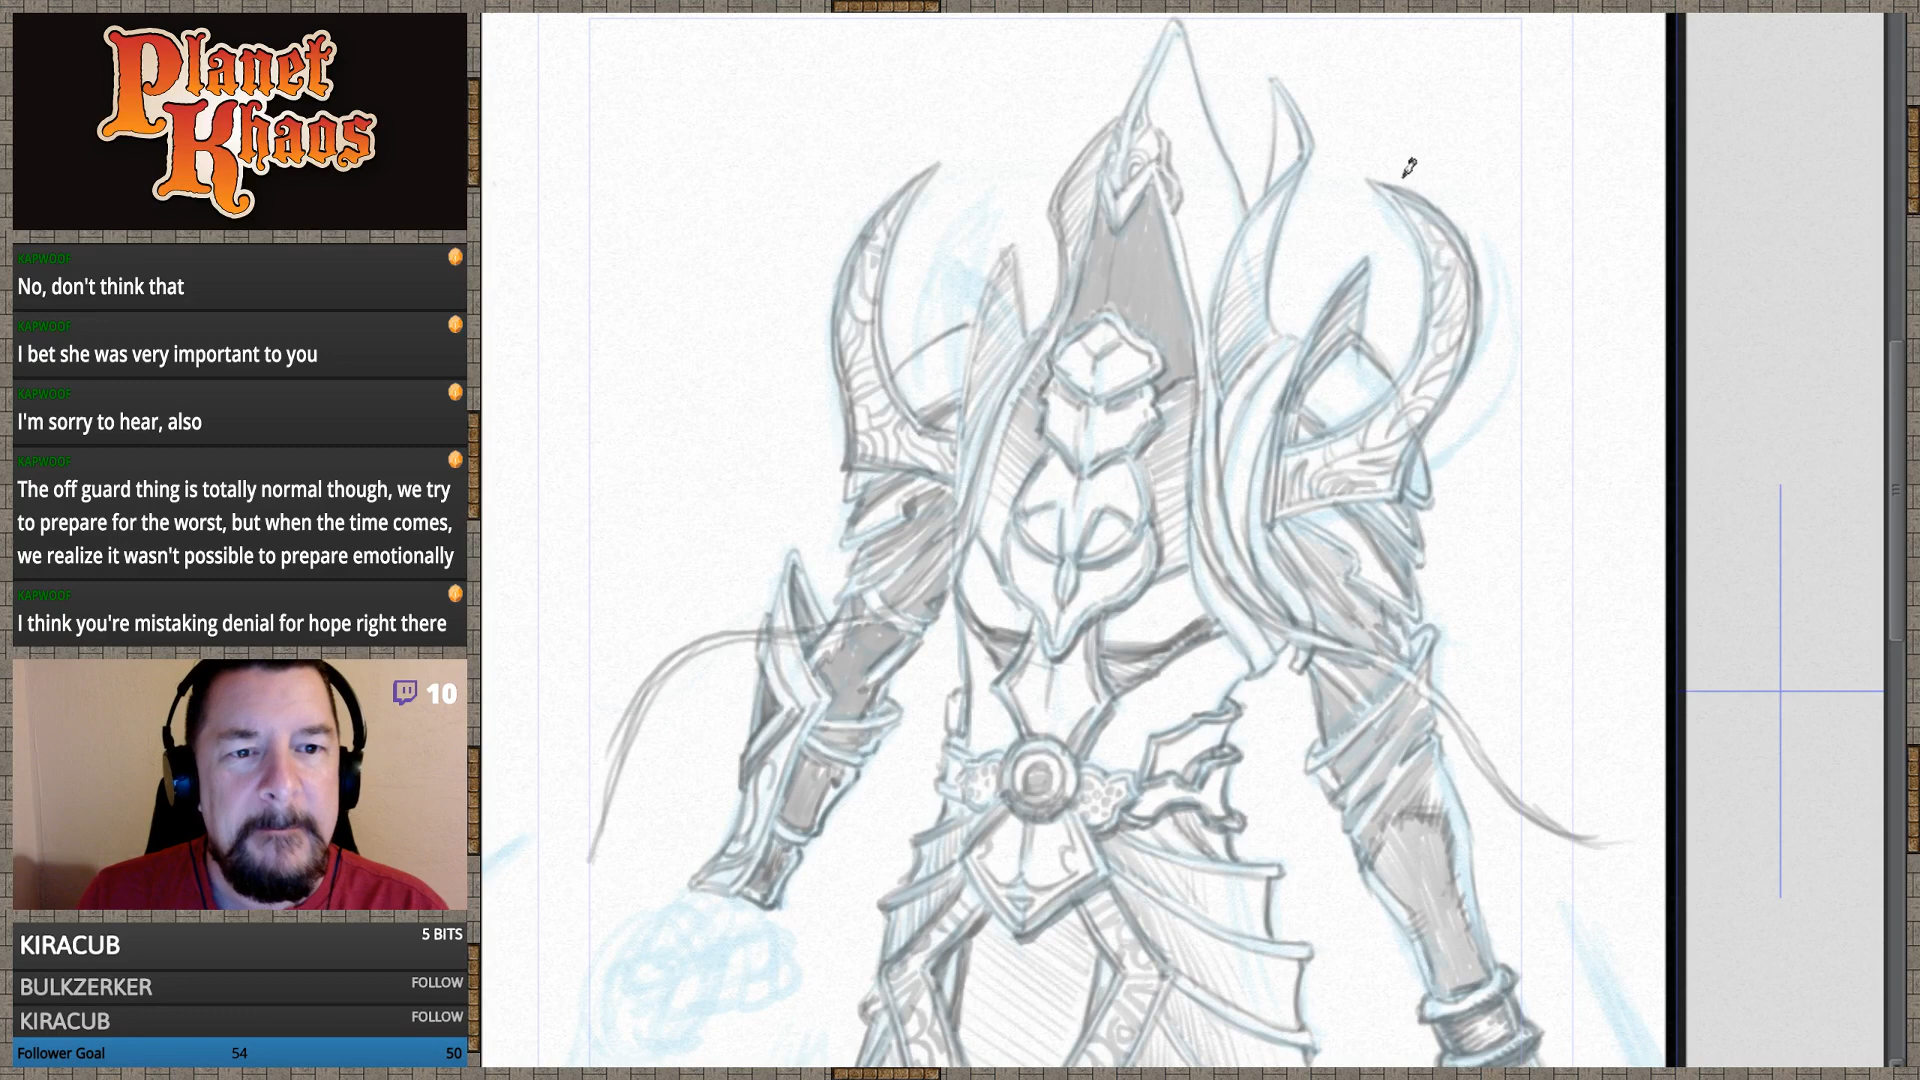 Planet
Khaos
KAPWOOF
No, don't think that
KAPWOOF
I bet she was very important to you
KAPWOOF
I'm sorry to hear, also
KAPWOOF
The off guard thing is totally normal though, we try
to prepare for the worst, but when the time comes,
we realize it wasn't possible to prepare emotionally
KAPWOOF
I think you're mistaking denial for hope right there
10
KIRACUB 5 BITS
BULKZERKER FOLLOW
KIRACUB FOLLOW
Follower Goal 54 50